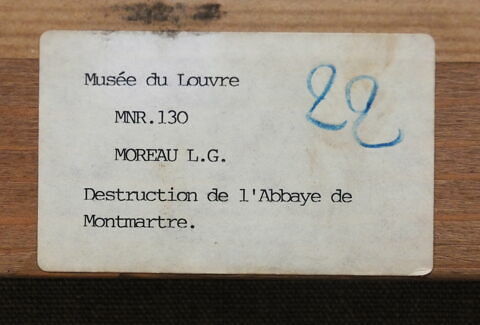 Musée du Louvre
22
MNR.130
MOREAU L.G.
Destruction de l'Abbaye de
Montmartre.